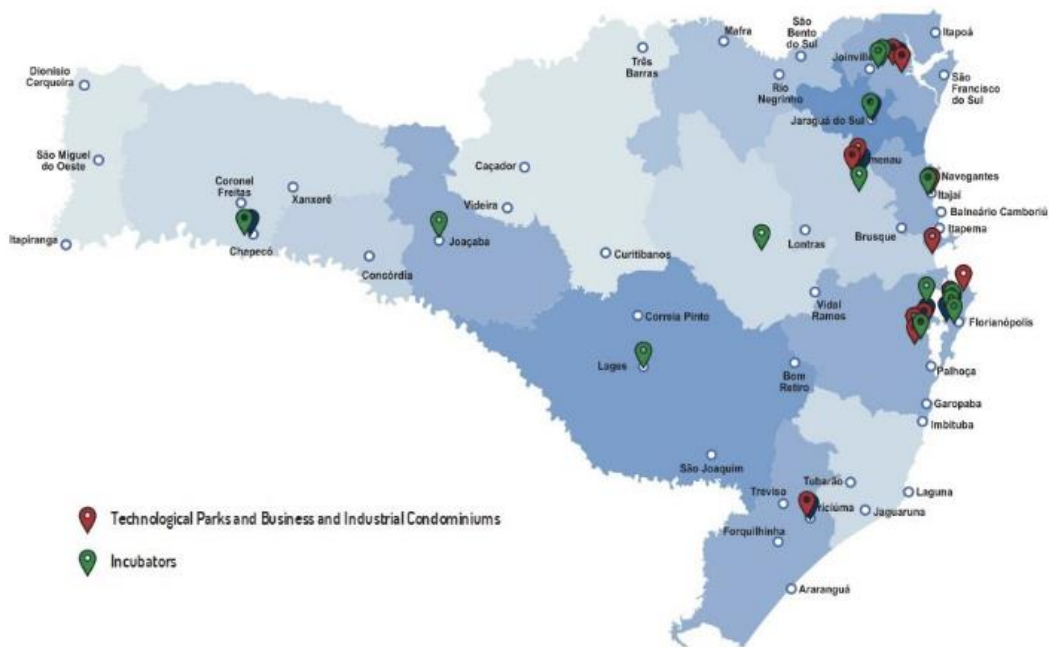 Dionísio
Cerqueira
São Miguel
do Oeste
Itapiranga
Coronel
Freitas
Xanxerê
Chapecó
Concórdia
Joaçaba
Videira
Caçador
Três
Barras
Mafra
São
Bento
do Sul
Rio
Negrinho
Joinville
Itapoá
São
Francisco
do Sul
Jaraguá do Sul
menau
Navegantes
Itajaí
Balneário Camboriú
Itapema
Brusque
Lontras
Curitibanos
Vidal
Ramos
Florianópolis
Correia Pinto
Lages
Bom
Retiro
Palhoça
Garopaba
Imbituba
São Joaquim
Tubarão
Treviso
Laguna
riciúma
Jaguaruna
Forquilhinha
Araranguá
Technological Parks and Business and Industrial Condominiums
Incubators